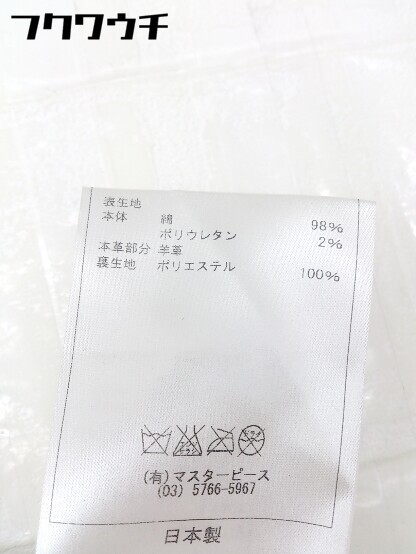 フクワウチ
表生地
本体 綿 98%
ポリウレタン 2%
本革部分 羊革
裏生地 ポリエステル 100%
(有)マスターピース
(03) 5766-5967
日本製